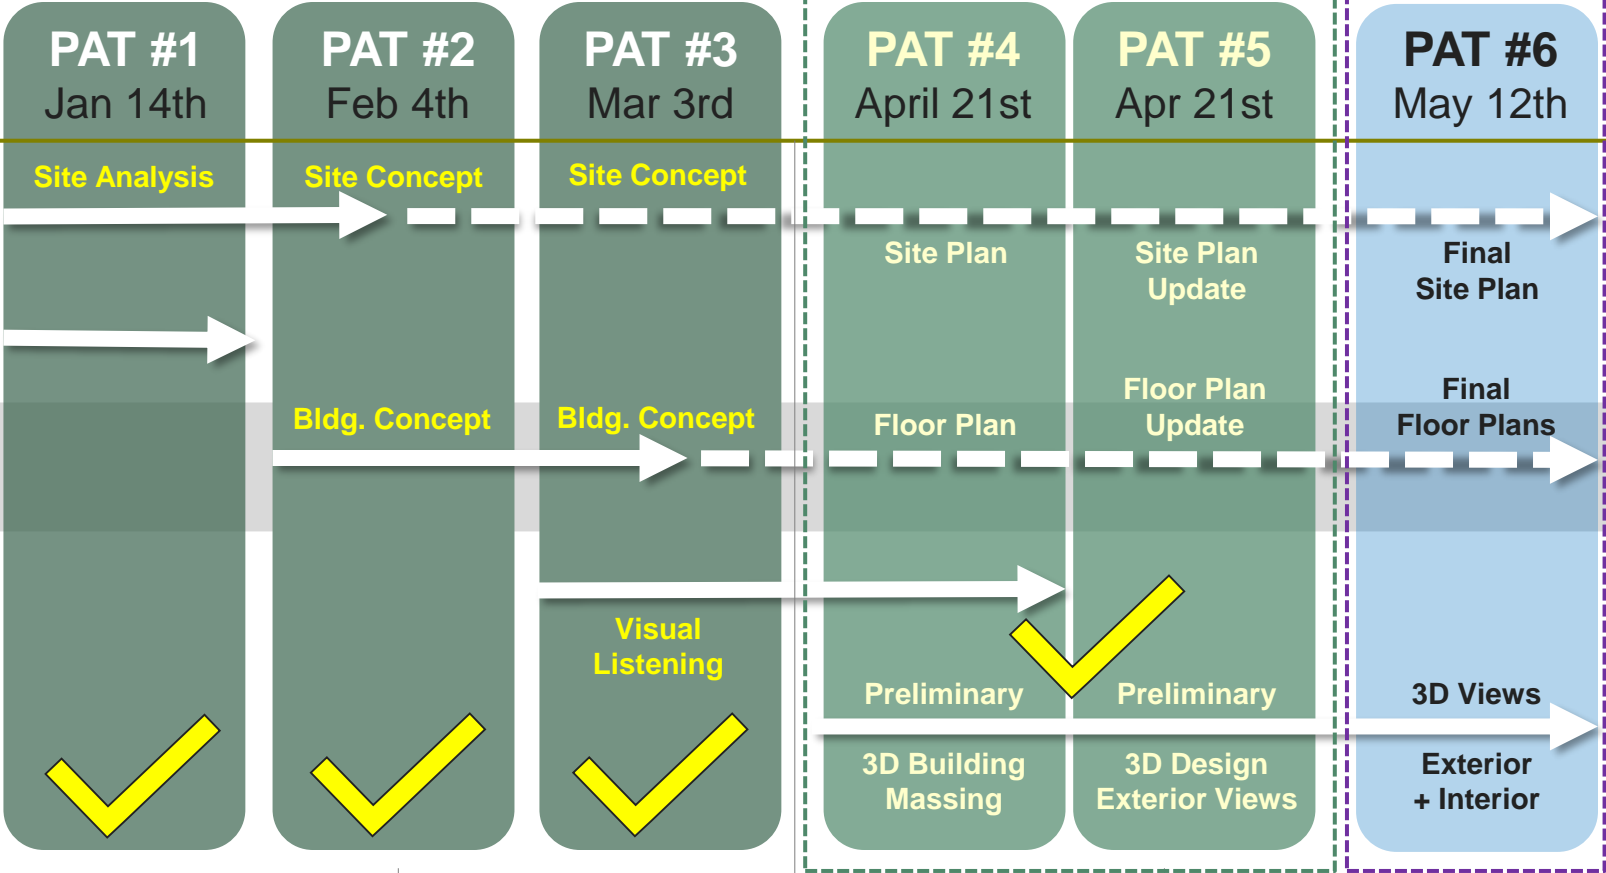 PAT #1
Jan 14th
PAT #2
Feb 4th
PAT #3
Mar 3rd
PAT #4
April 21st
PAT #5
Apr 21st
PAT #6
May 12th
Site Analysis
Site Concept
Site Concept
Site Plan
Site Plan
Update
Final
Site Plan
Bldg. Concept
Bldg. Concept
Floor Plan
Floor Plan
Update
Final
Floor Plans
Visual
Listening
Preliminary
3D Building
Massing
Preliminary
3D Design
Exterior Views
3D Views
Exterior
+ Interior